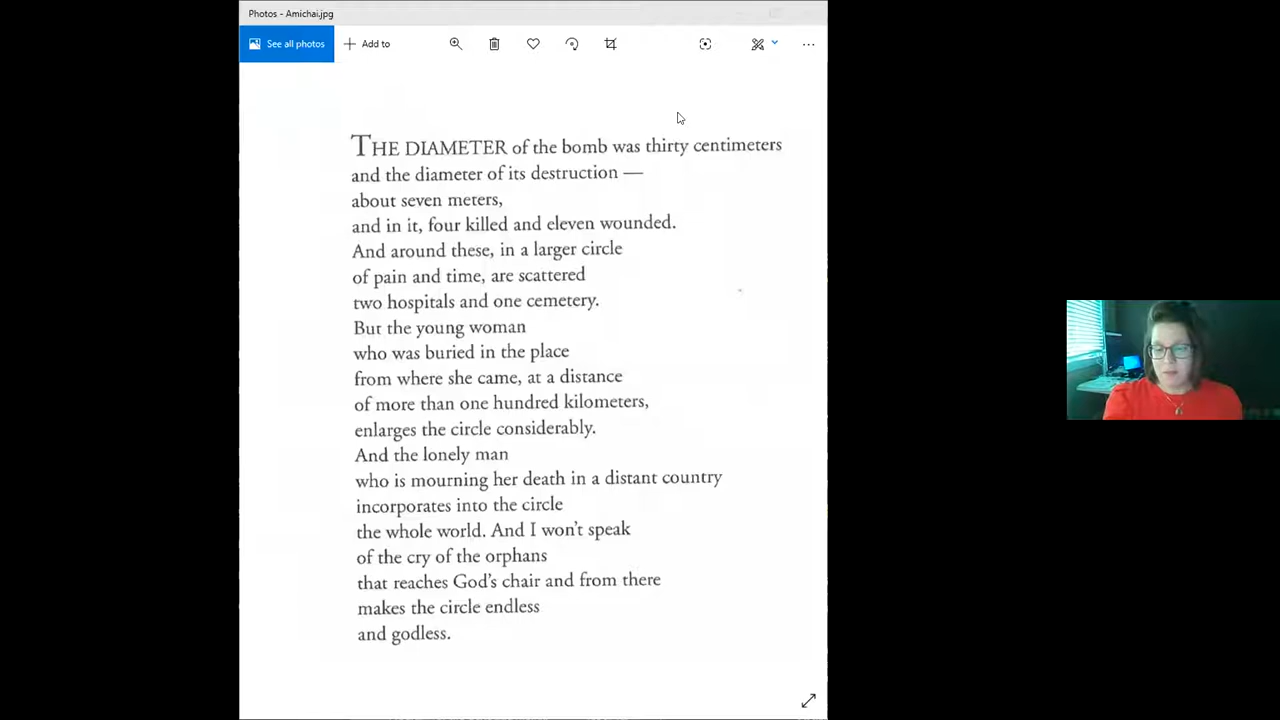 Photos - Amichai.jpg
See all photos
Add to
THE DIAMETER of the bomb was thirty centimeters
and the diameter of its destruction —
about seven meters,
and in it, four killed and eleven wounded.
And around these, in a larger circle
of pain and time, are scattered
two hospitals and one cemetery.
But the young woman
who was buried in the place
from where she came, at a distance
of more than one hundred kilometers,
enlarges the circle considerably.
And the lonely man
who is mourning her death in a distant country
incorporates into the circle
the whole world. And I won't speak
of the cry of the orphans
that reaches God's chair and from there
makes the circle endless
and godless.